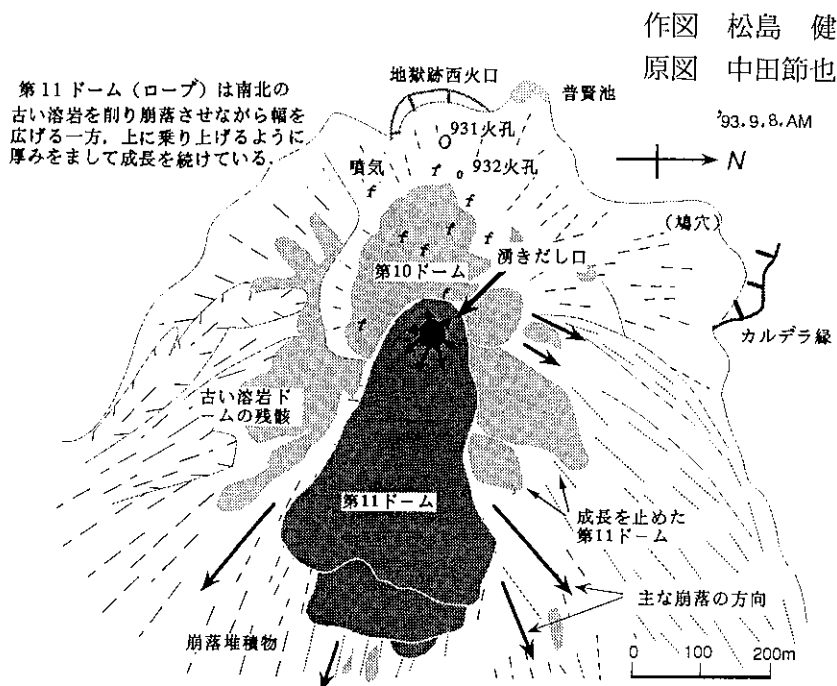 作図 松島 健
原図 中田節也
'93.9.8.AM
N
第11ドーム(ローブ)は南北の
古い溶岩を削り崩落させながら幅を
広げる一方,上に乗り上げるように
厚みをまして成長を続けている.
地獄跡西火口
普賢池
931火孔
噴気
f
932火孔
f
f
f
f
f
f
(鳩穴)
湧きだし口
第10ドーム
f
f
カルデラ縁
古い溶岩ド
ームの残骸
第11ドーム
成長を止めた
第11ドーム
主な崩落の方向
崩落堆積物
0 100 200m